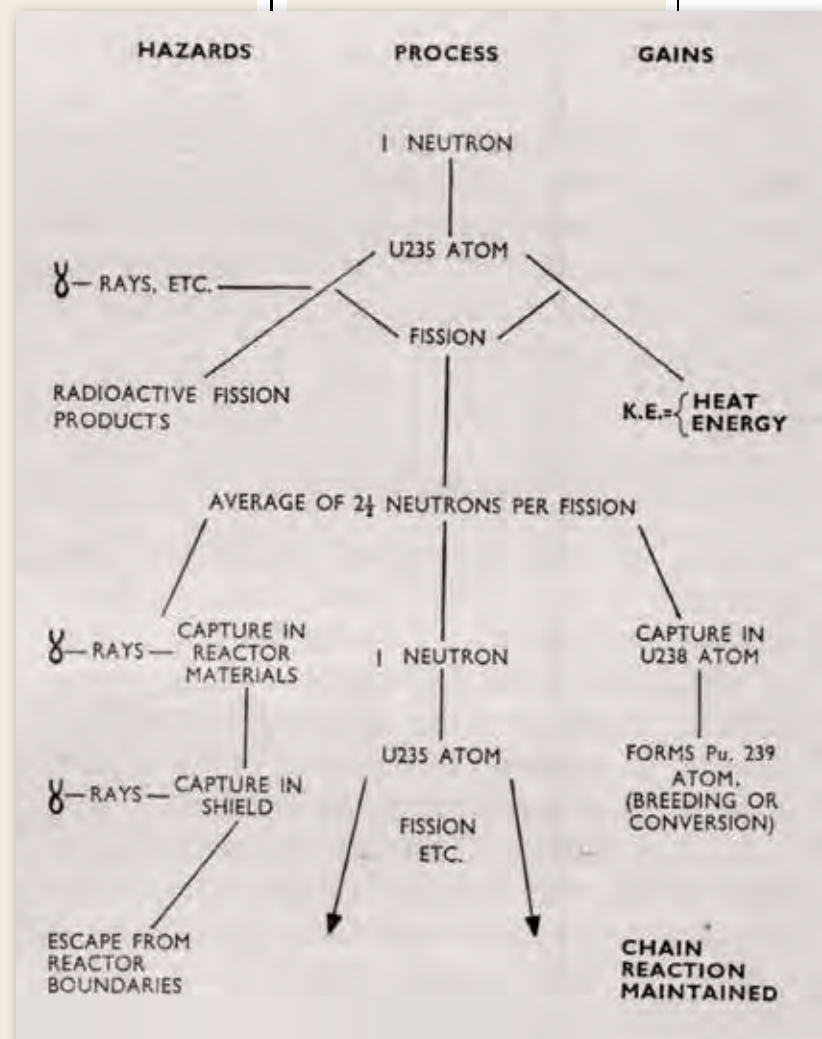 HAZARDS PROCESS GAINS
1 NEUTRON
U235 ATOM
γ— RAYS, ETC.
FISSION
RADIOACTIVE FISSION
PRODUCTS
K.E.={HEAT
ENERGY
AVERAGE OF 2½ NEUTRONS PER FISSION
γ— RAYS—
CAPTURE IN
REACTOR
MATERIALS
1 NEUTRON
CAPTURE IN
U238 ATOM
U235 ATOM
FORMS Pu. 239
ATOM.
(BREEDING OR
CONVERSION)
γ— RAYS—
CAPTURE IN
SHIELD
FISSION
ETC.
ESCAPE FROM
REACTOR
BOUNDARIES
CHAIN
REACTION
MAINTAINED